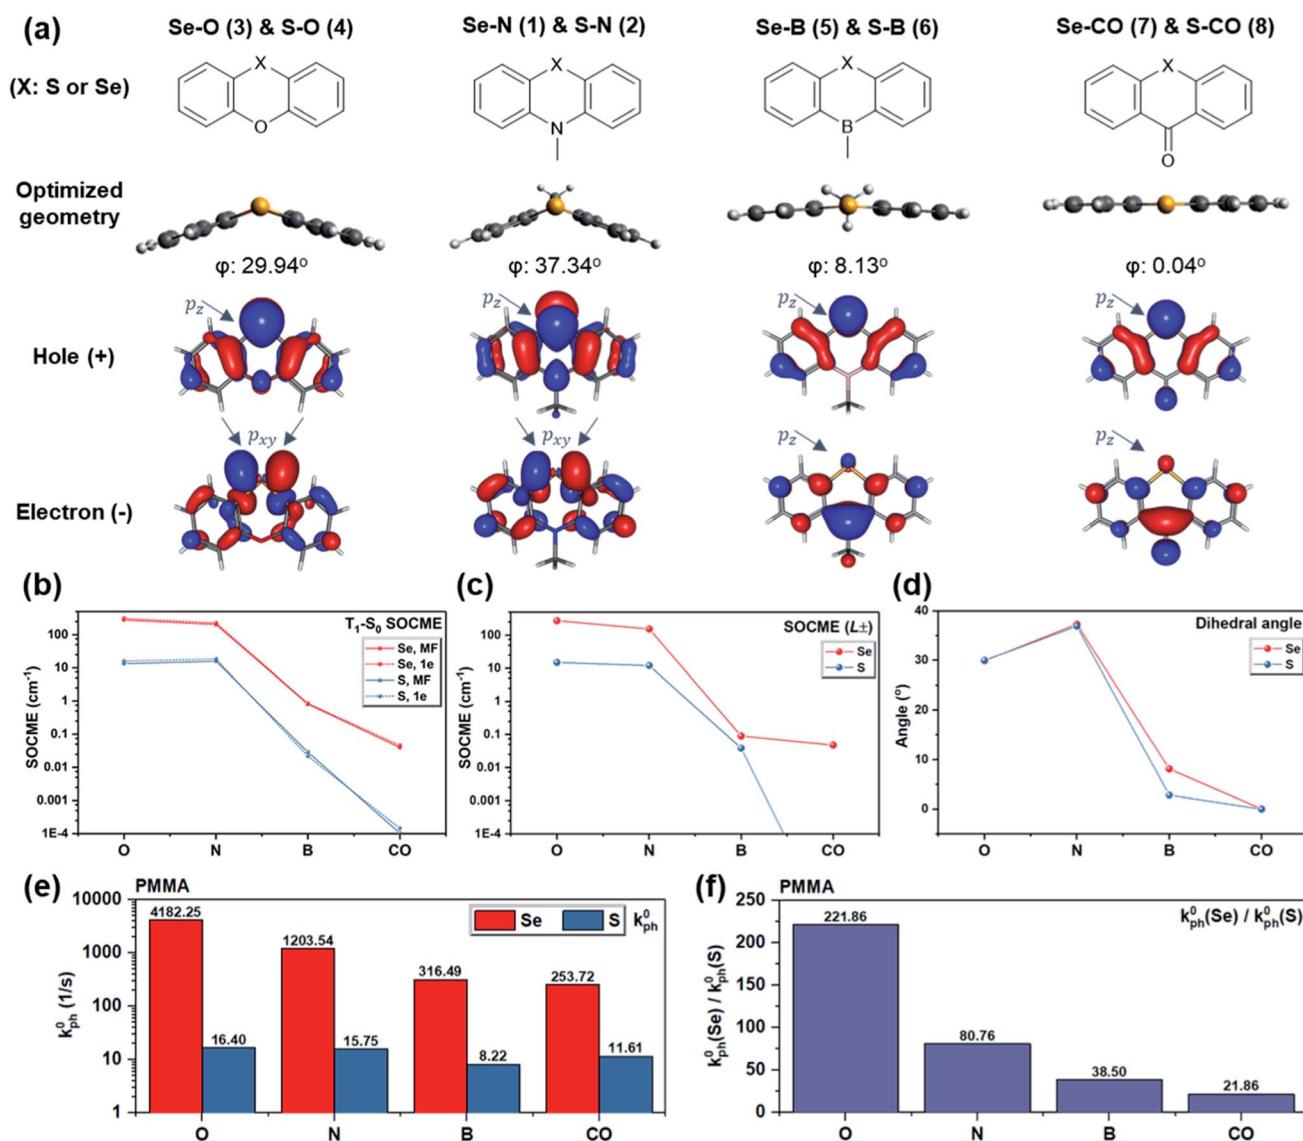 (a)
Se-O (3) & S-O (4)
Se-N (1) & S-N (2)
Se-B (5) & S-B (6)
Se-CO (7) & S-CO (8)
(X: S or Se)
X
O
X
N
X
B
X
O
Optimized
geometry
φ: 29.94°
φ: 37.34°
φ: 8.13°
φ: 0.04°
Hole (+)
p_z
p_z
p_z
p_z
Electron (-)
p_xy
p_xy
p_z
p_z
(b)
T₁-S₀ SOCME
Se, MF
Se, 1e
S, MF
S, 1e
SOCME (cm⁻¹)
100
10
1
0.1
0.01
0.001
1E-4
O
N
B
CO
(c)
SOCME (L±)
Se
S
SOCME (cm⁻¹)
100
10
1
0.1
0.01
0.001
1E-4
O
N
B
CO
(d)
Dihedral angle
Se
S
Angle (°)
40
30
20
10
0
O
N
B
CO
(e)
PMMA
Se
S
k⁰ph
k⁰ph (1/s)
10000
1000
100
10
1
4182.25
16.40
1203.54
15.75
316.49
8.22
253.72
11.61
O
N
B
CO
(f)
PMMA
k⁰ph(Se) / k⁰ph(S)
k⁰ph(Se) / k⁰ph(S)
250
200
150
100
50
0
221.86
80.76
38.50
21.86
O
N
B
CO